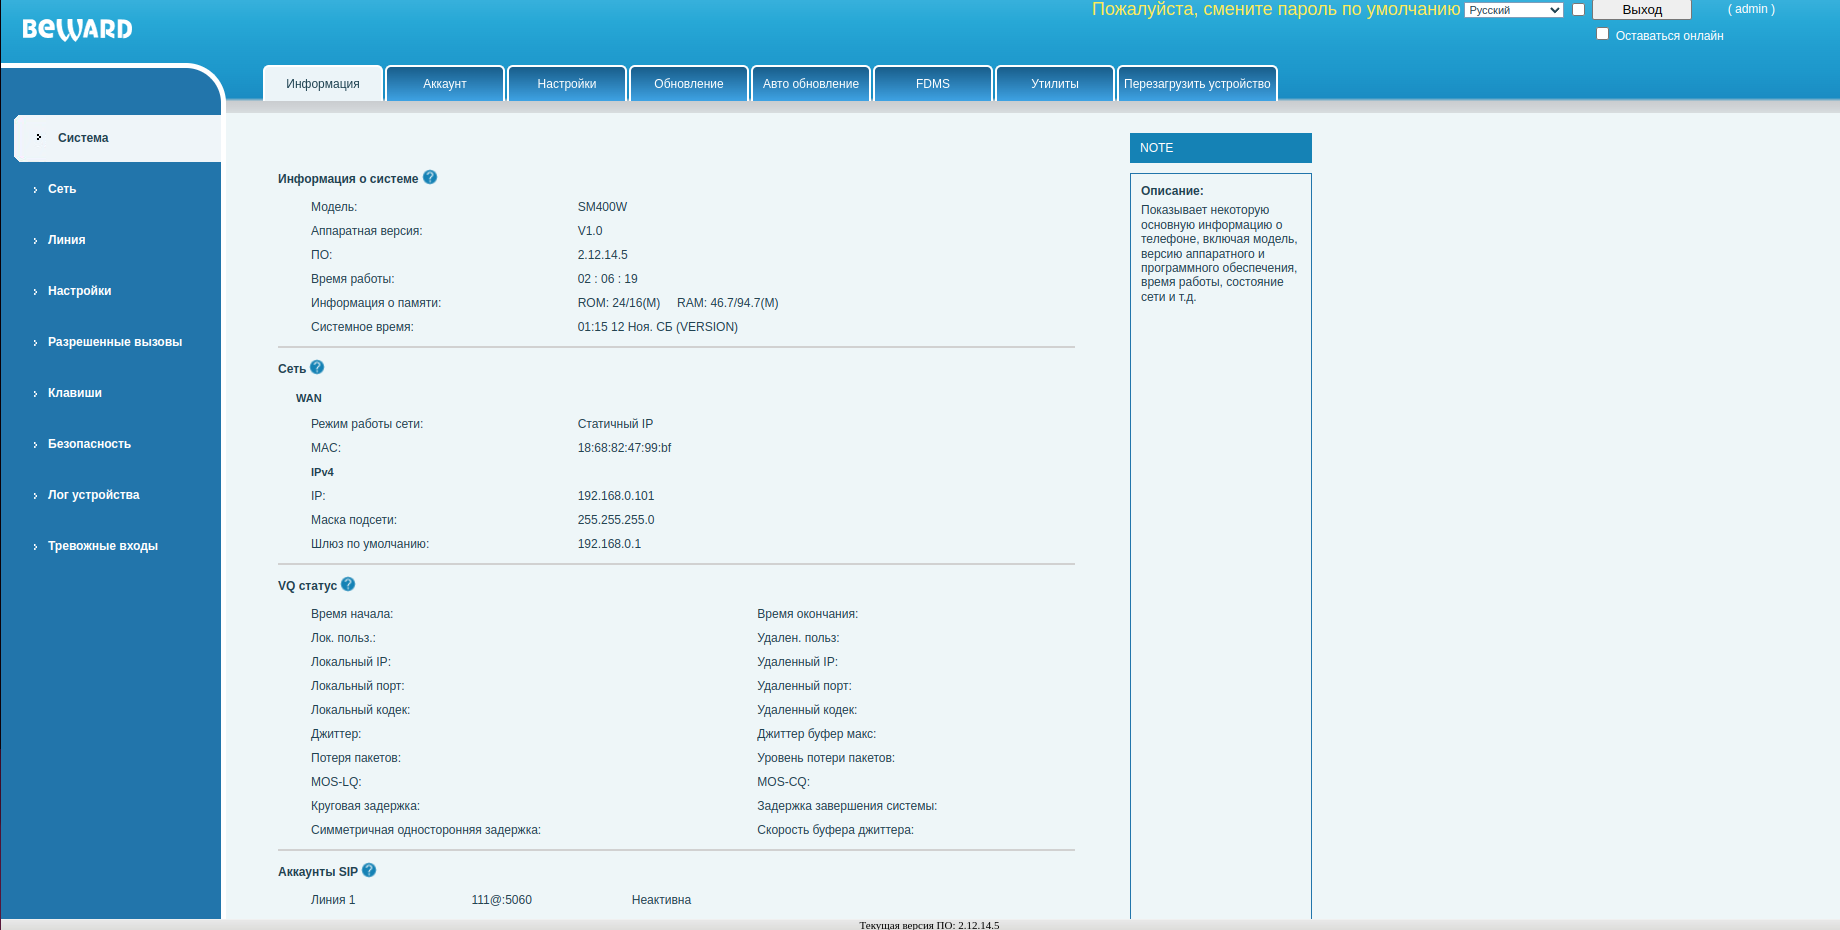 BEWARD
Пожалуйста, смените пароль по умолчанию Русский Выход ( admin )
Оставаться онлайн
Информация Аккаунт Настройки Обновление Авто обновление FDMS Утилиты Перезагрузить устройство
Система
Сеть
Линия
Настройки
Разрешенные вызовы
Клавиши
Безопасность
Лог устройства
Тревожные входы
Информация о системе ?
Модель: SM400W
Аппаратная версия: V1.0
ПО: 2.12.14.5
Время работы: 02 : 06 : 19
Информация о памяти: ROM: 24/16(M) RAM: 46.7/94.7(M)
Системное время: 01:15 12 Ноя. СБ (VERSION)
Сеть ?
WAN
Режим работы сети: Статичный IP
MAC: 18:68:82:47:99:bf
IPv4
IP: 192.168.0.101
Маска подсети: 255.255.255.0
Шлюз по умолчанию: 192.168.0.1
VQ статус ?
Время начала: Время окончания:
Лок. польз.: Удален. польз:
Локальный IP: Удаленный IP:
Локальный порт: Удаленный порт:
Локальный кодек: Удаленный кодек:
Джиттер: Джиттер буфер макс:
Потеря пакетов: Уровень потери пакетов:
MOS-LQ: MOS-CQ:
Круговая задержка: Задержка завершения системы:
Симметричная односторонняя задержка: Скорость буфера джиттера:
Аккаунты SIP ?
Линия 1 111@:5060 Неактивна
NOTE
Описание:
Показывает некоторую
основную информацию о
телефоне, включая модель,
версию аппаратного и
программного обеспечения,
время работы, состояние
сети и т.д.
Текущая версия ПО: 2.12.14.5